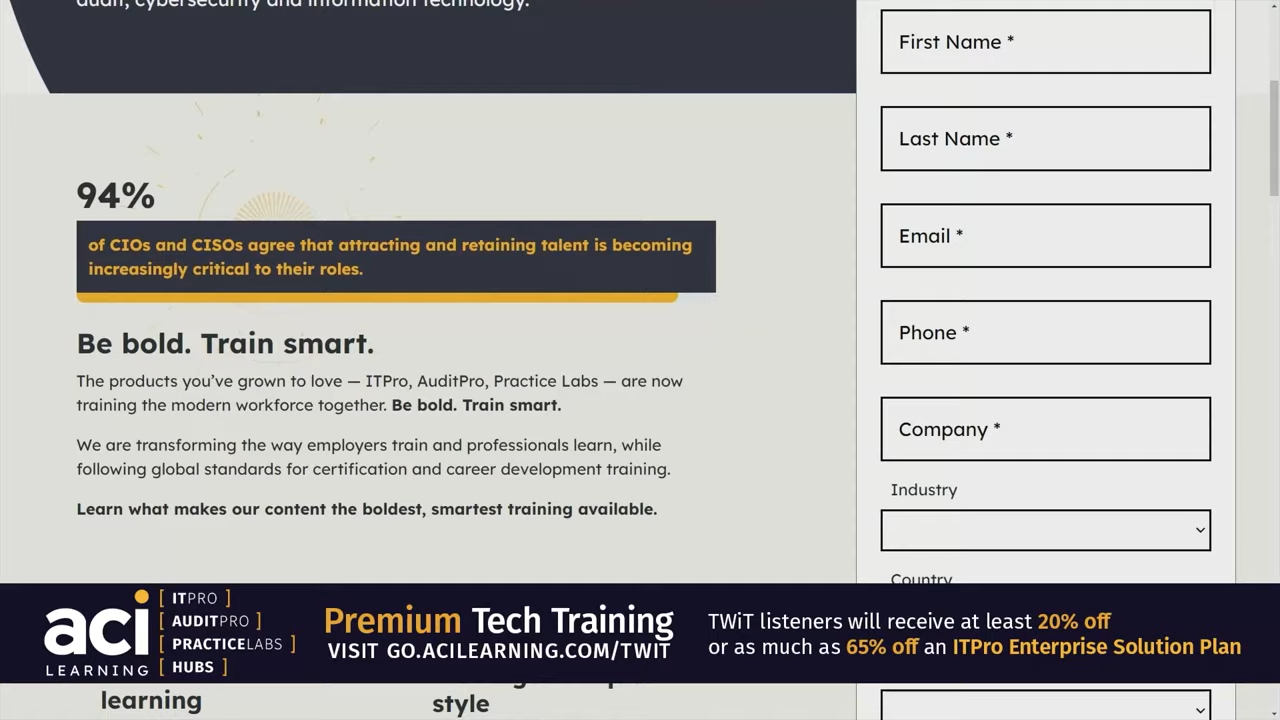 audit, cybersecurity and information technology.
94%
of CIOs and CISOs agree that attracting and retaining talent is becoming
increasingly critical to their roles.
Be bold. Train smart.
The products you’ve grown to love — ITPro, AuditPro, Practice Labs — are now
training the modern workforce together. Be bold. Train smart.
We are transforming the way employers train and professionals learn, while
following global standards for certification and career development training.
Learn what makes our content the boldest, smartest training available.
First Name *
Last Name *
Email *
Phone *
Company *
Industry
Country
aci
LEARNING
[ ITPRO ]
[ AUDITPRO ]
[ PRACTICELABS ]
[ HUBS ]
Premium Tech Training
VISIT GO.ACILEARNING.COM/TWIT
TWiT listeners will receive at least 20% off
or as much as 65% off an ITPro Enterprise Solution Plan
learning
style